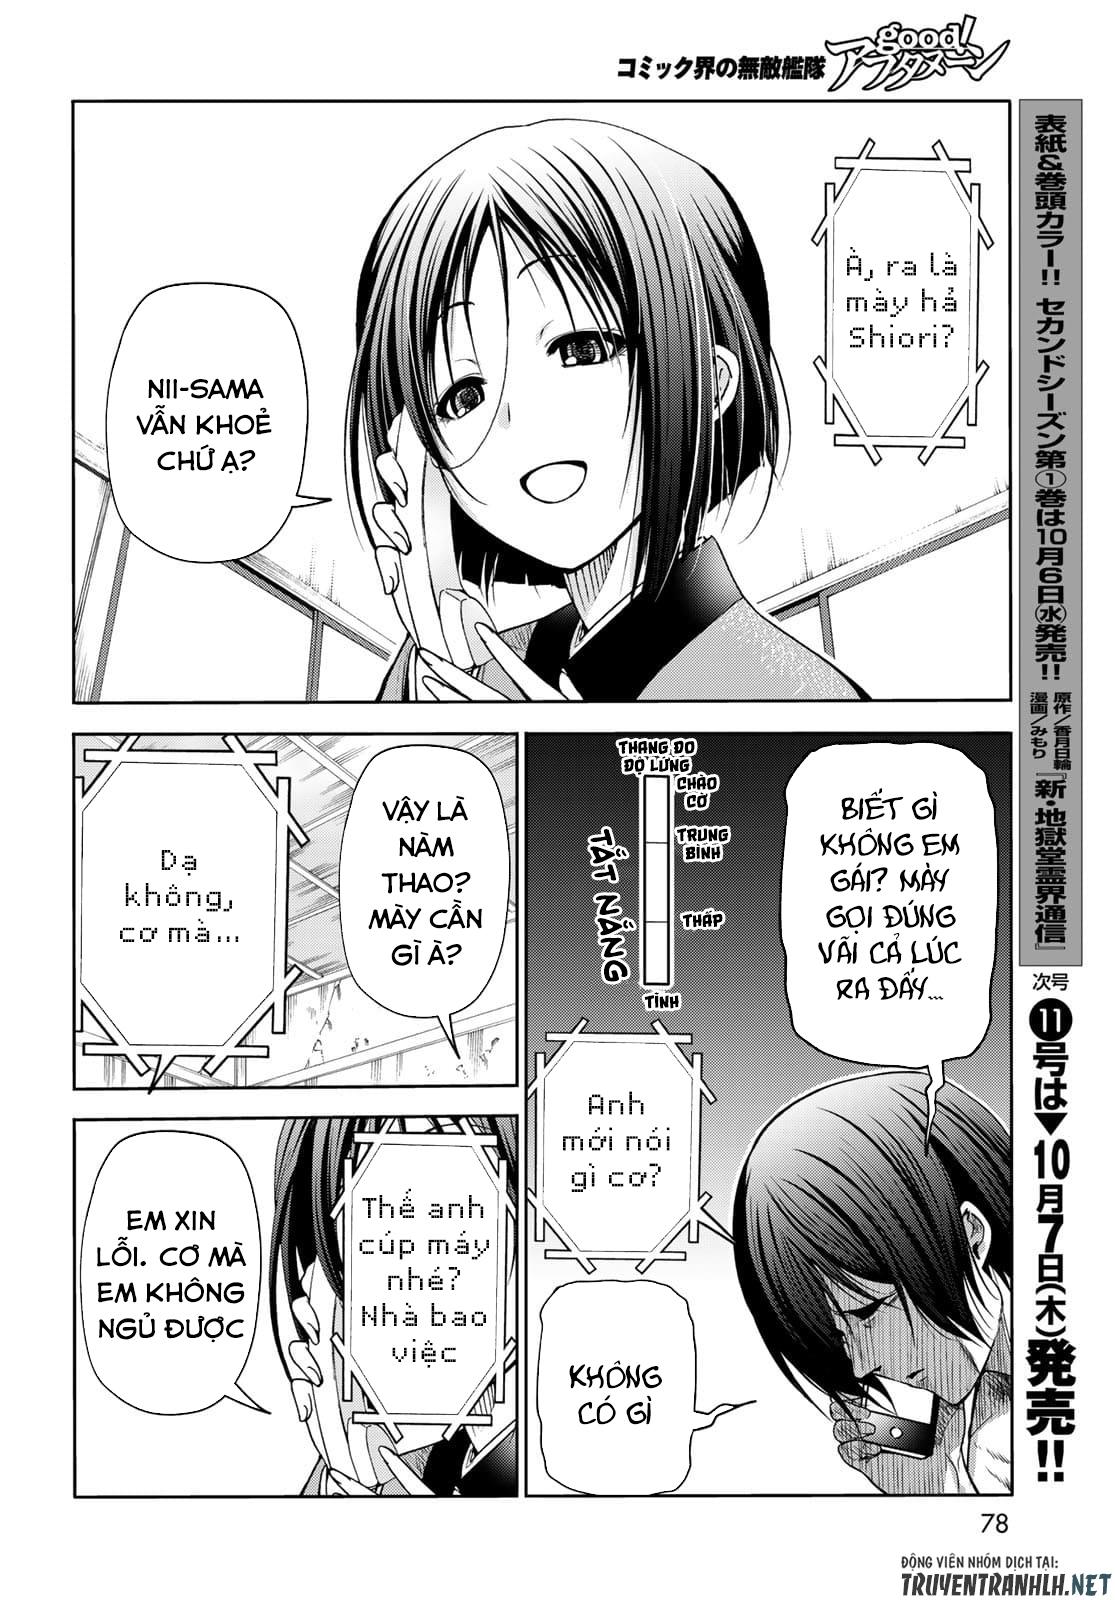 コミック界の無敵艦隊
good!
アフタヌーン
À, ra là
mày hả
Shiori?
NII-SAMA
VẪN KHOẺ
CHỨ Ạ?
BIẾT GÌ
KHÔNG EM
GÁI? MÀY
GỌI ĐÚNG
VÃI CẢ LÚC
RA ĐẤY...
THANG ĐO
ĐỘ LỪNG
CHÀO
CỜ
TRUNG
BÌNH
THẤP
TỊNH
TẮT NẮNG
Anh
mới nói
gì cơ?
KHÔNG
CÓ GÌ
VẬY LÀ
NÀM
THAO?
MÀY CẦN
GÌ À?
Dạ
không,
cơ mà...
Thế anh
cúp máy
nhé?
Nhà bao
việc
EM XIN
LỖI. CƠ MÀ
EM KHÔNG
NGỦ ĐƯỢC
表紙&巻頭カラー!! セカンドシーズン第①巻は10月6日㊌発売!!
原作/香月日輪
漫画/みもり
『新・地獄堂霊界通信』
次号⓫号は▼10月7日(木)発売!!
78
ĐỘNG VIÊN NHÓM DỊCH TẠI:
TRUYENTRANHLH.NET